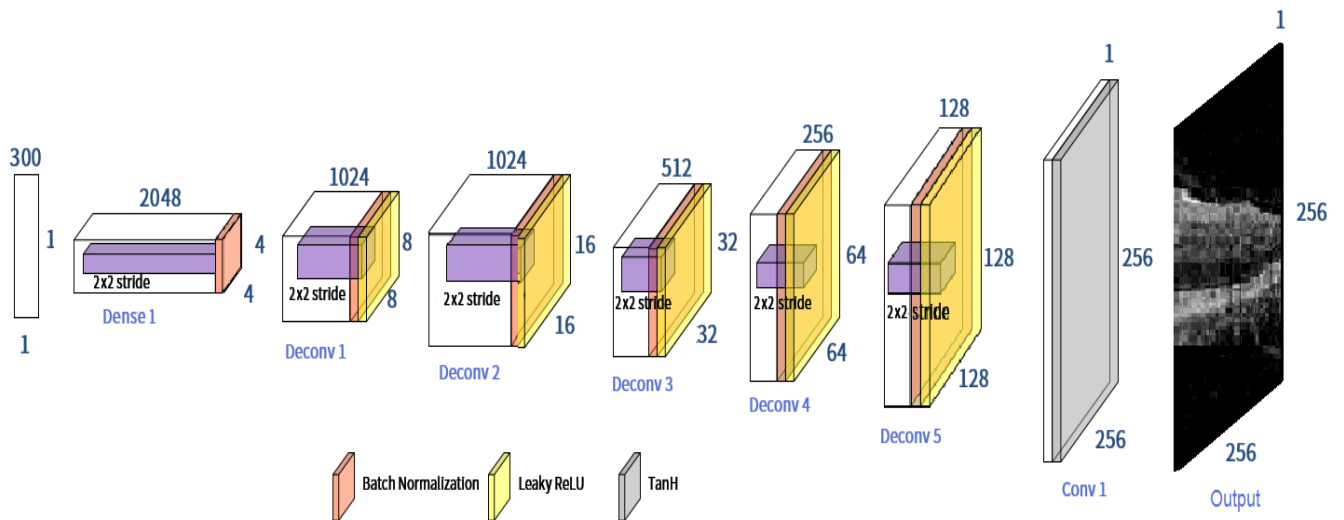 300
1
1
2048
4
4
2x2 stride
Dense 1
1024
8
8
2x2 stride
Deconv 1
1024
16
16
2x2 stride
Deconv 2
512
32
32
2x2 stride
Deconv 3
256
64
64
2x2 stride
Deconv 4
128
128
128
2x2 stride
Deconv 5
1
256
256
Conv 1
1
256
256
Output
Batch Normalization
Leaky ReLU
TanH